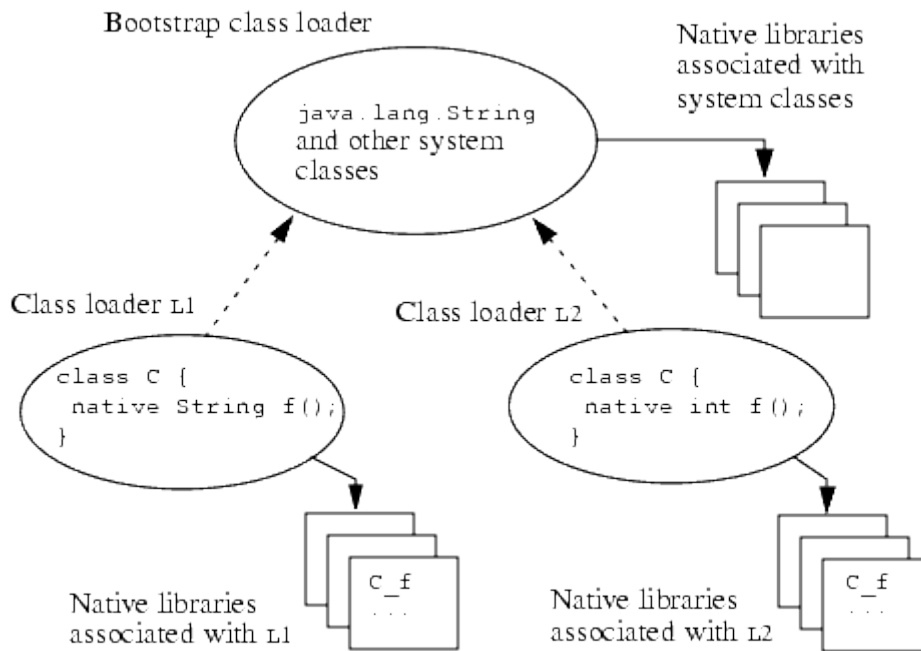 Bootstrap class loader
java.lang.String
and other system
classes
Native libraries
associated with
system classes
Class loader L1
class C {
native String f();
}
Class loader L2
class C {
native int f();
}
C_f
...
Native libraries
associated with L1
C_f
...
Native libraries
associated with L2